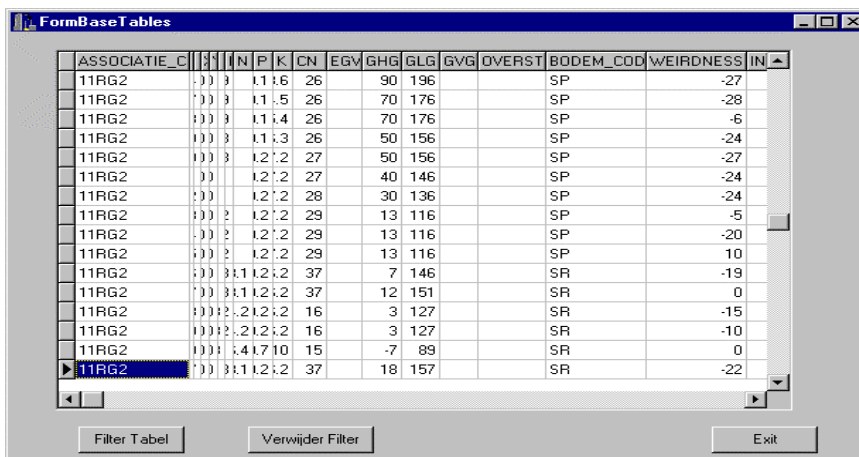 FormBaseTables
ASSOCIATIE_C N P K CN EGV GHG GLG GVG OVERST BODEM_COD WEIRDNESS IN
11RG2 26 90 196 SP -27
11RG2 26 70 176 SP -28
11RG2 26 70 176 SP -6
11RG2 26 50 156 SP -24
11RG2 27 50 156 SP -27
11RG2 27 40 146 SP -24
11RG2 28 30 136 SP -24
11RG2 29 13 116 SP -5
11RG2 29 13 116 SP -20
11RG2 29 13 116 SP 10
11RG2 37 7 146 SR -19
11RG2 37 12 151 SR 0
11RG2 16 3 127 SR -15
11RG2 16 3 127 SR -10
11RG2 10 15 -7 89 SR 0
11RG2 37 18 157 SR -22
Filter Tabel Verwijder Filter Exit